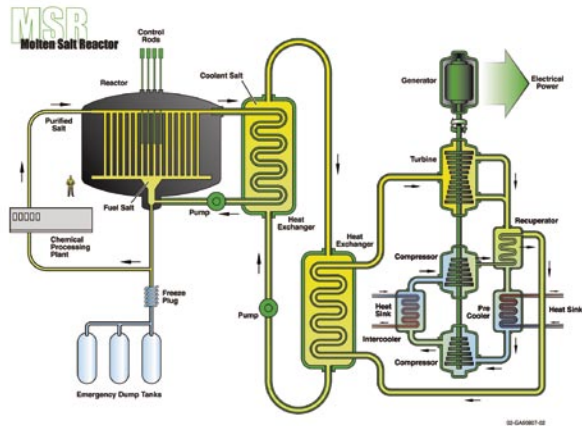 MSR
Molten Salt Reactor
Control
Rods
Reactor
Coolant Salt
Purified
Salt
Fuel Salt
Pump
Chemical
Processing
Plant
Heat
Exchanger
Freeze
Plug
Pump
Emergency Dump Tanks
Generator
Electrical
Power
Turbine
Recuperator
Heat
Exchanger
Compressor
Heat
Sink
Pre
Cooler
Heat Sink
Intercooler
Compressor
02-GA50807-02